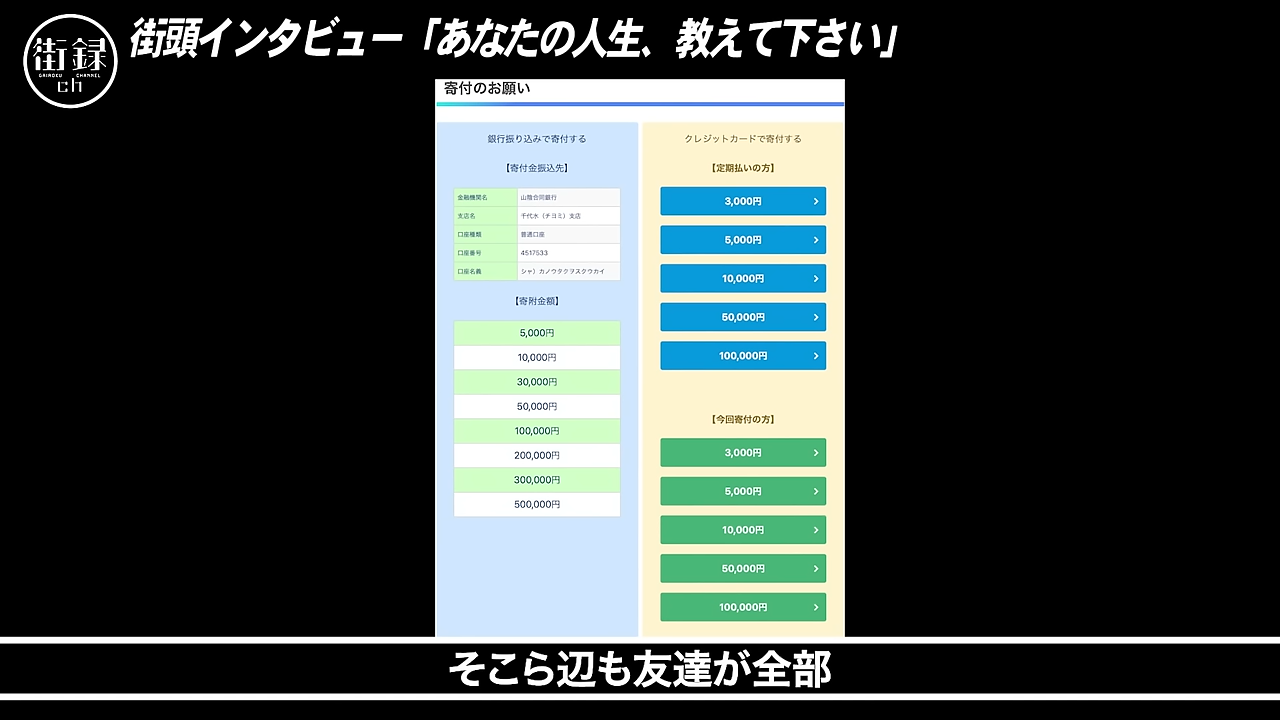 街録
GAIROKU CHANNEL
ch
街頭インタビュー「あなたの人生、教えて下さい」
寄付のお願い
銀行振り込みで寄付する
【寄付金振込先】
金融機関名 山陰合同銀行
支店名 千代水（チヨミ）支店
口座種類 普通口座
口座番号 4517533
口座名義 シャ）カノウタクヲスクウカイ
【寄附金額】
5,000円
10,000円
30,000円
50,000円
100,000円
200,000円
300,000円
500,000円
クレジットカードで寄付する
【定期払いの方】
3,000円
5,000円
10,000円
50,000円
100,000円
【今回寄付の方】
3,000円
5,000円
10,000円
50,000円
100,000円
そこら辺も友達が全部